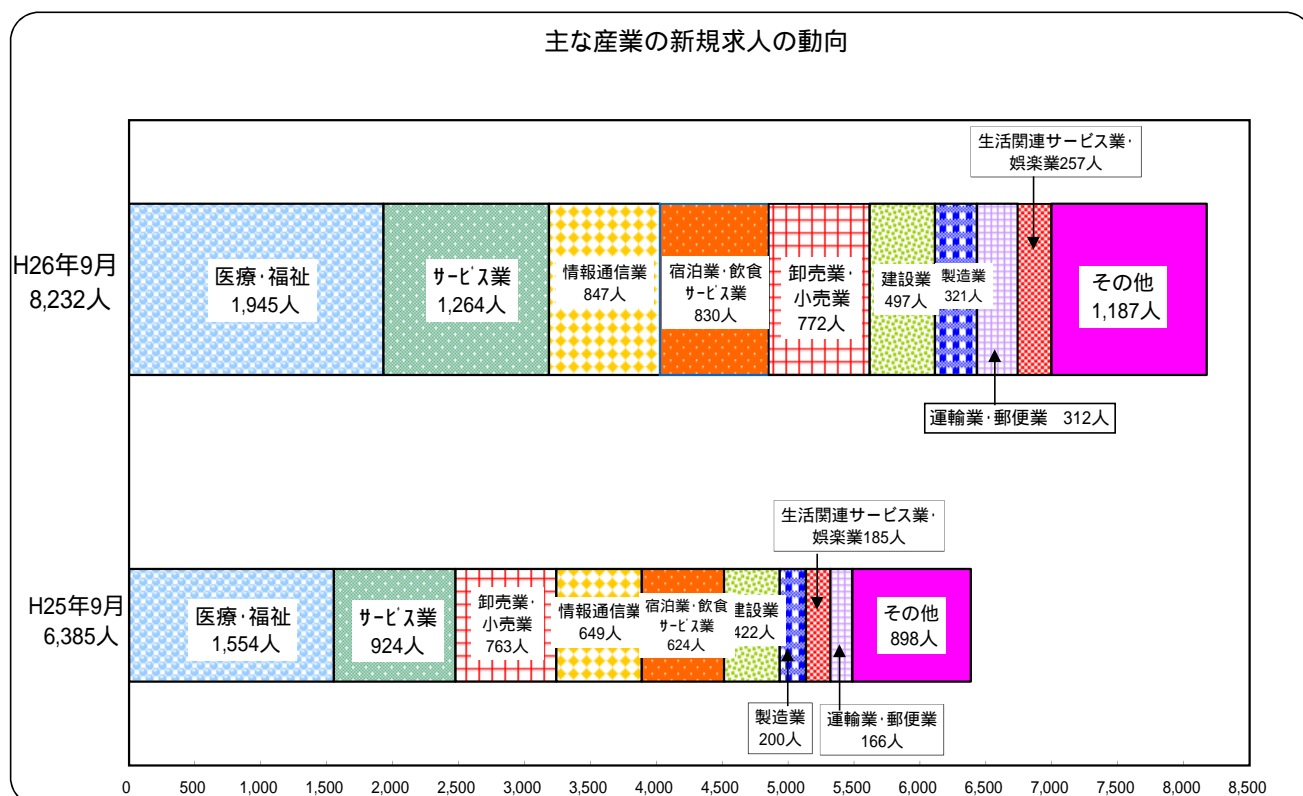 主な産業の新規求人の動向
生活関連サービス業・
娯楽業257人
H26年9月
8,232人
医療・福祉
1,945人
サービス業
1,264人
情報通信業
847人
宿泊業・飲食
サービス業
830人
卸売業・
小売業
772人
建設業
497人
製造業
321人
その他
1,187人
運輸業・郵便業 312人
生活関連サービス業・
娯楽業185人
H25年9月
6,385人
医療・福祉
1,554人
サービス業
924人
卸売業・
小売業
763人
情報通信業
649人
宿泊業・飲食
サービス業
624人
建設業
422人
その他
898人
製造業
200人
運輸業・郵便業
166人
0 500 1,000 1,500 2,000 2,500 3,000 3,500 4,000 4,500 5,000 5,500 6,000 6,500 7,000 7,500 8,000 8,500